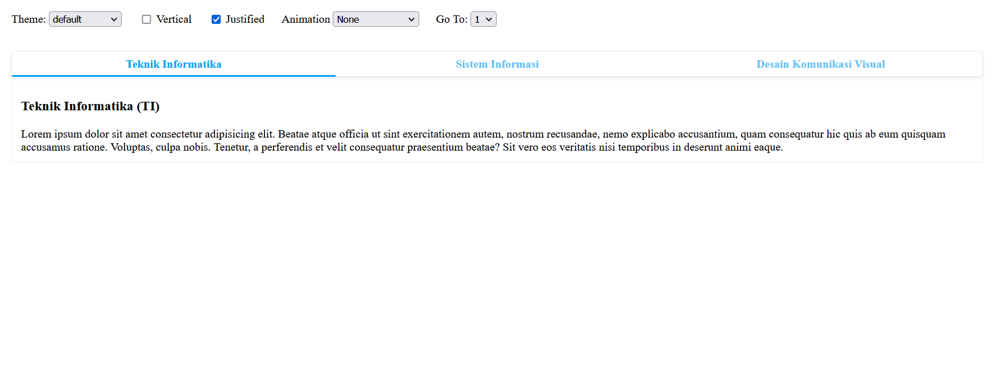 Theme: default Vertical Justified Animation None Go To: 1
Teknik Informatika Sistem Informasi Desain Komunikasi Visual
Teknik Informatika (TI)
Lorem ipsum dolor sit amet consectetur adipisicing elit. Beatae atque officia ut sint exercitationem autem, nostrum recusandae, nemo explicabo accusantium, quam consequatur hic quis ab eum quisquam
accusamus ratione. Voluptas, culpa nobis. Tenetur, a perferendis et velit consequatur praesentium beatae? Sit vero eos veritatis nisi temporibus in deserunt animi eaque.